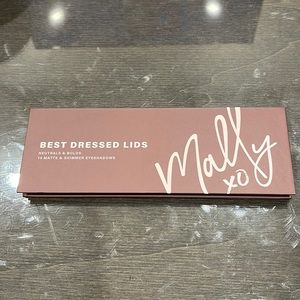 BEST DRESSED LIDS
NEUTRALS & BOLDS
14 MATTE & SHIMMER EYESHADOWS
Mally
xo